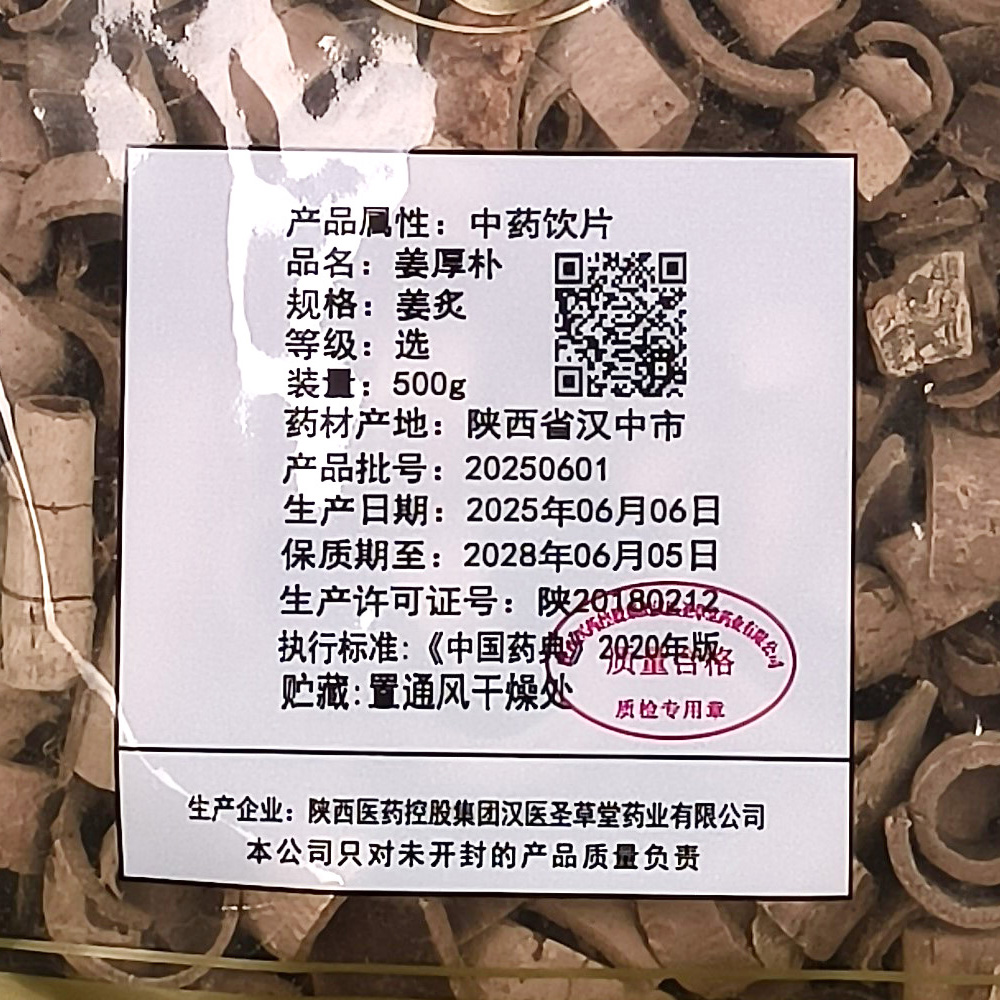 产品属性：中药饮片
品名：姜厚朴
规格：姜炙
等级：选
装量：500g
药材产地：陕西省汉中市
产品批号：20250601
生产日期：2025年06月06日
保质期至：2028年06月05日
生产许可证号：陕20180212
执行标准:《中国药典》2020年版
贮藏:置通风干燥处
质量合格
质检专用章
生产企业：陕西医药控股集团汉医圣草堂药业有限公司
本公司只对未开封的产品质量负责